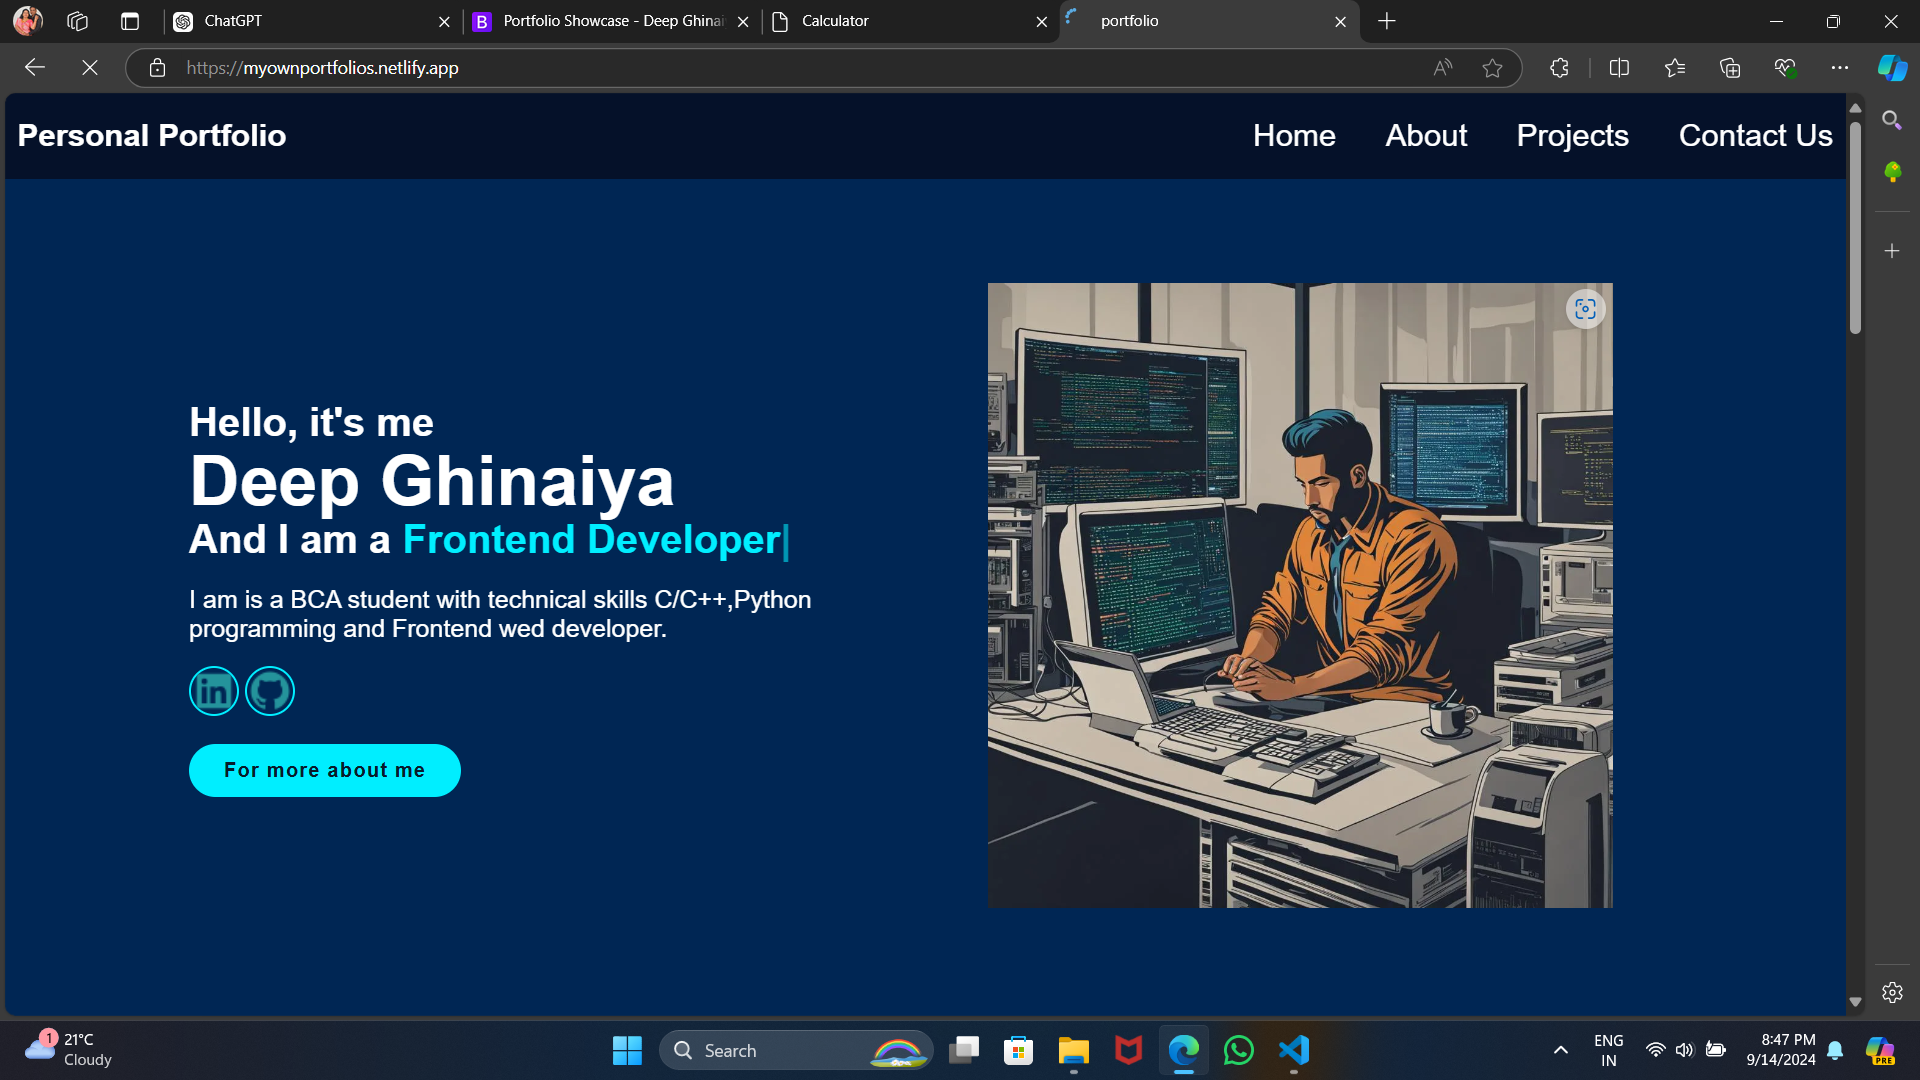 ChatGPT
Portfolio Showcase - Deep Ghinai
Calculator
portfolio
https://myownportfolios.netlify.app
Personal Portfolio
Home
About
Projects
Contact Us
Hello, it's me
Deep Ghinaiya
And I am a Frontend Developer|
I am is a BCA student with technical skills C/C++,Python
programming and Frontend wed developer.
For more about me
1
21°C
Cloudy
Search
ENG
IN
8:47 PM
9/14/2024
PRE